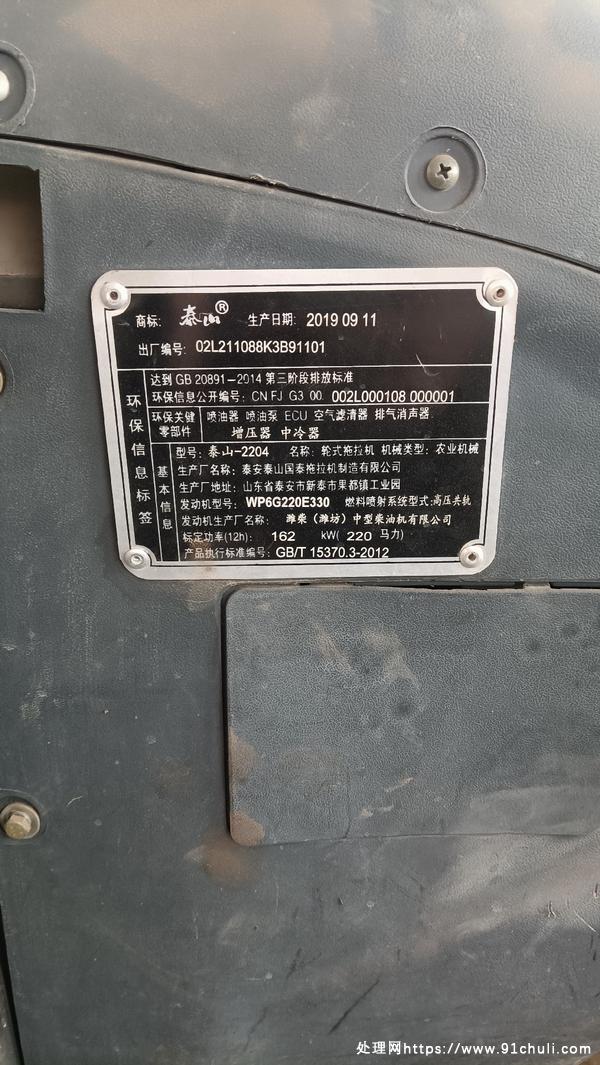 商标: 泰山® 生产日期: 2019 09 11
出厂编号: 02L211088K3B91101
环保信息标签
达到 GB 20891-2014 第三阶段排放标准
环保信息公开编号: CN FJ G3 00 002L000108 000001
环保关键零部件
喷油器 喷油泵 ECU 空气滤清器 排气消声器
增压器 中冷器
基本信息
型号: 泰山-2204 名称: 轮式拖拉机 机械类型: 农业机械
生产厂名称: 泰安泰山国泰拖拉机制造有限公司
生产厂地址: 山东省泰安市新泰市果都镇工业园
发动机型号: WP6G220E330 燃料喷射系统型式: 高压共轨
发动机生产厂名称: 潍柴（潍坊）中型柴油机有限公司
标定功率(12h): 162 kW( 220 马力)
产品执行标准编号: GB/T 15370.3-2012
处理网https://www.91chuli.com/